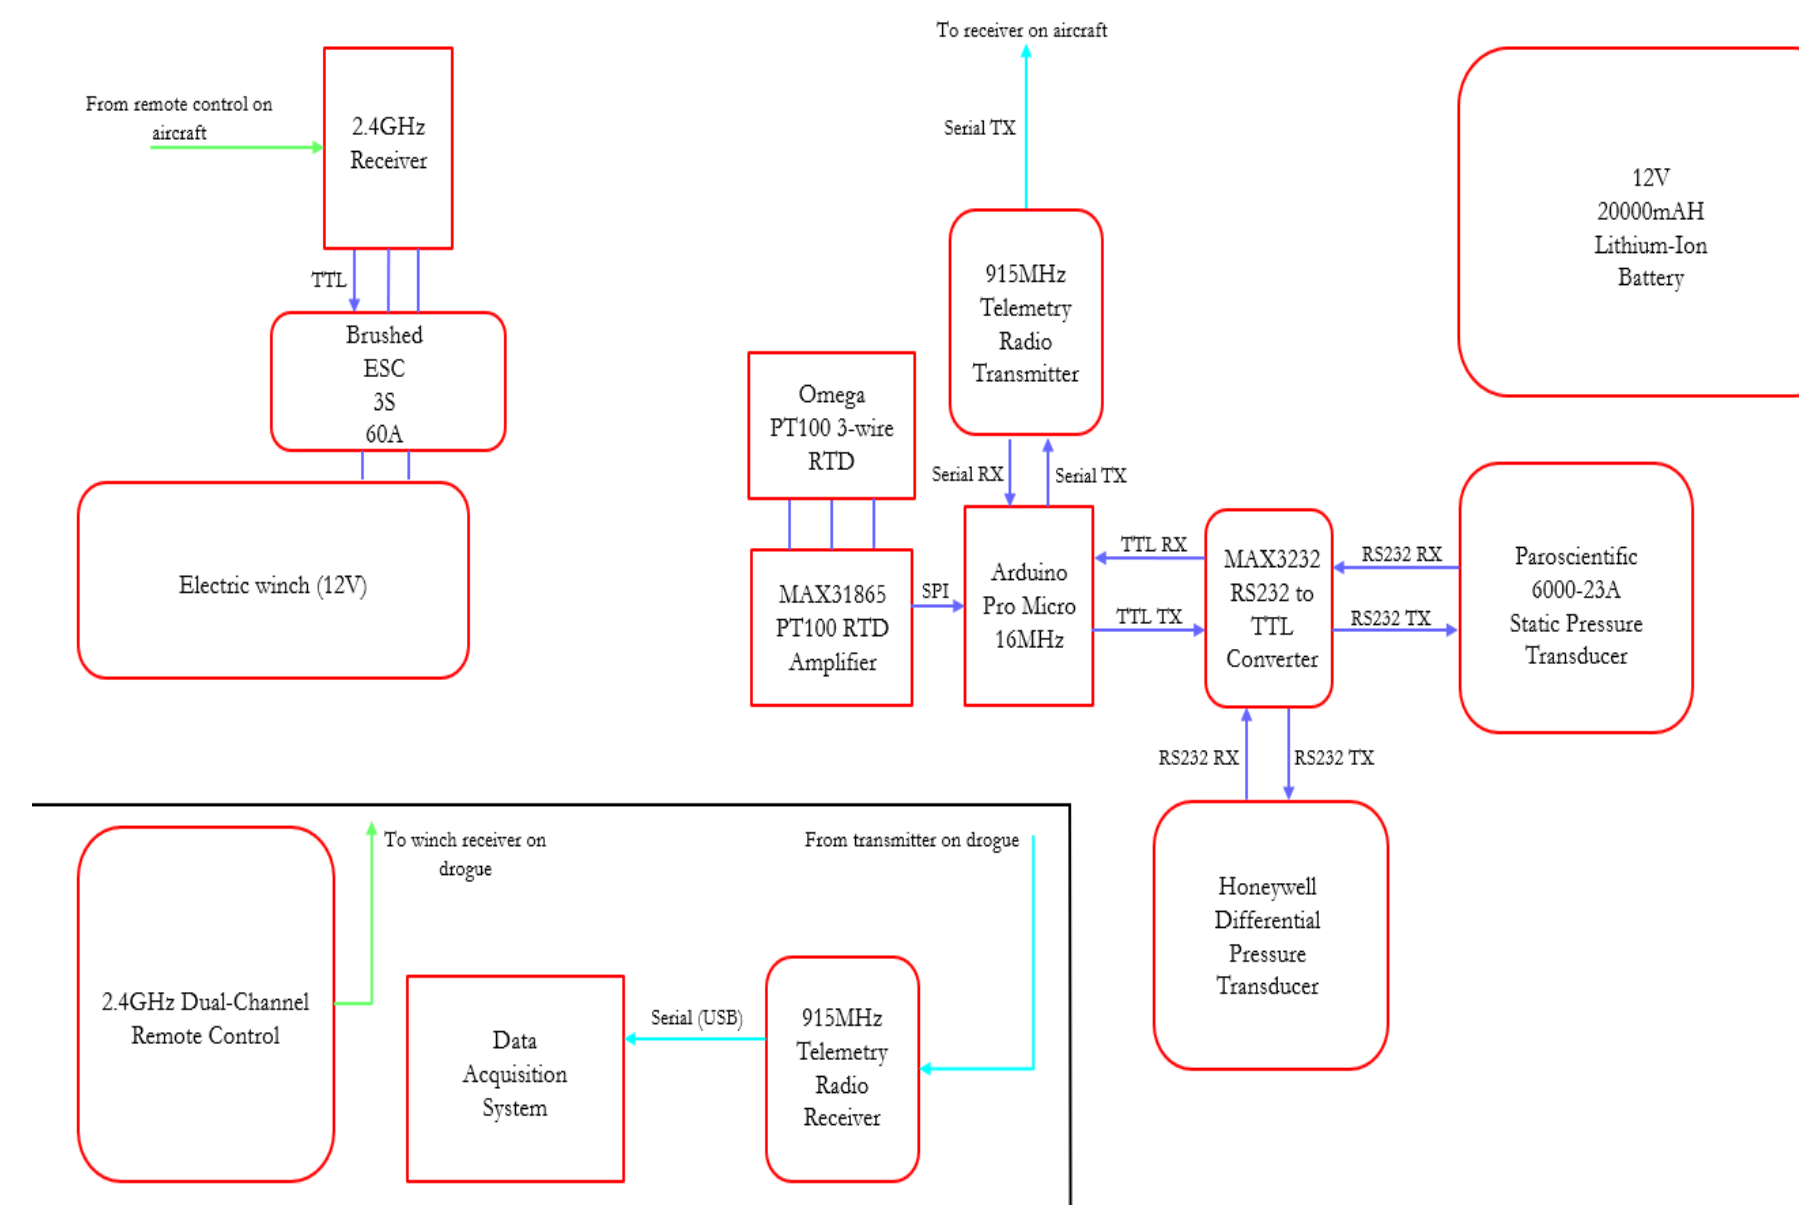 To receiver on aircraft
From remote control on
aircraft
2.4GHz
Receiver
Serial TX
12V
20000mAH
Lithium-Ion
Battery
TTL
915MHz
Telemetry
Radio
Transmitter
Brushed
ESC
3S
60A
Omega
PT100 3-wire
RTD
Serial RX
Serial TX
Electric winch (12V)
MAX31865
PT100 RTD
Amplifier
SPI
Arduino
Pro Micro
16MHz
TTL RX
TTL TX
MAX3232
RS232 to
TTL
Converter
RS232 RX
RS232 TX
Paroscientific
6000-23A
Static Pressure
Transducer
RS232 RX
RS232 TX
Honeywell
Differential
Pressure
Transducer
To winch receiver on
drogue
From transmitter on drogue
2.4GHz Dual-Channel
Remote Control
Data
Acquisition
System
Serial (USB)
915MHz
Telemetry
Radio
Receiver